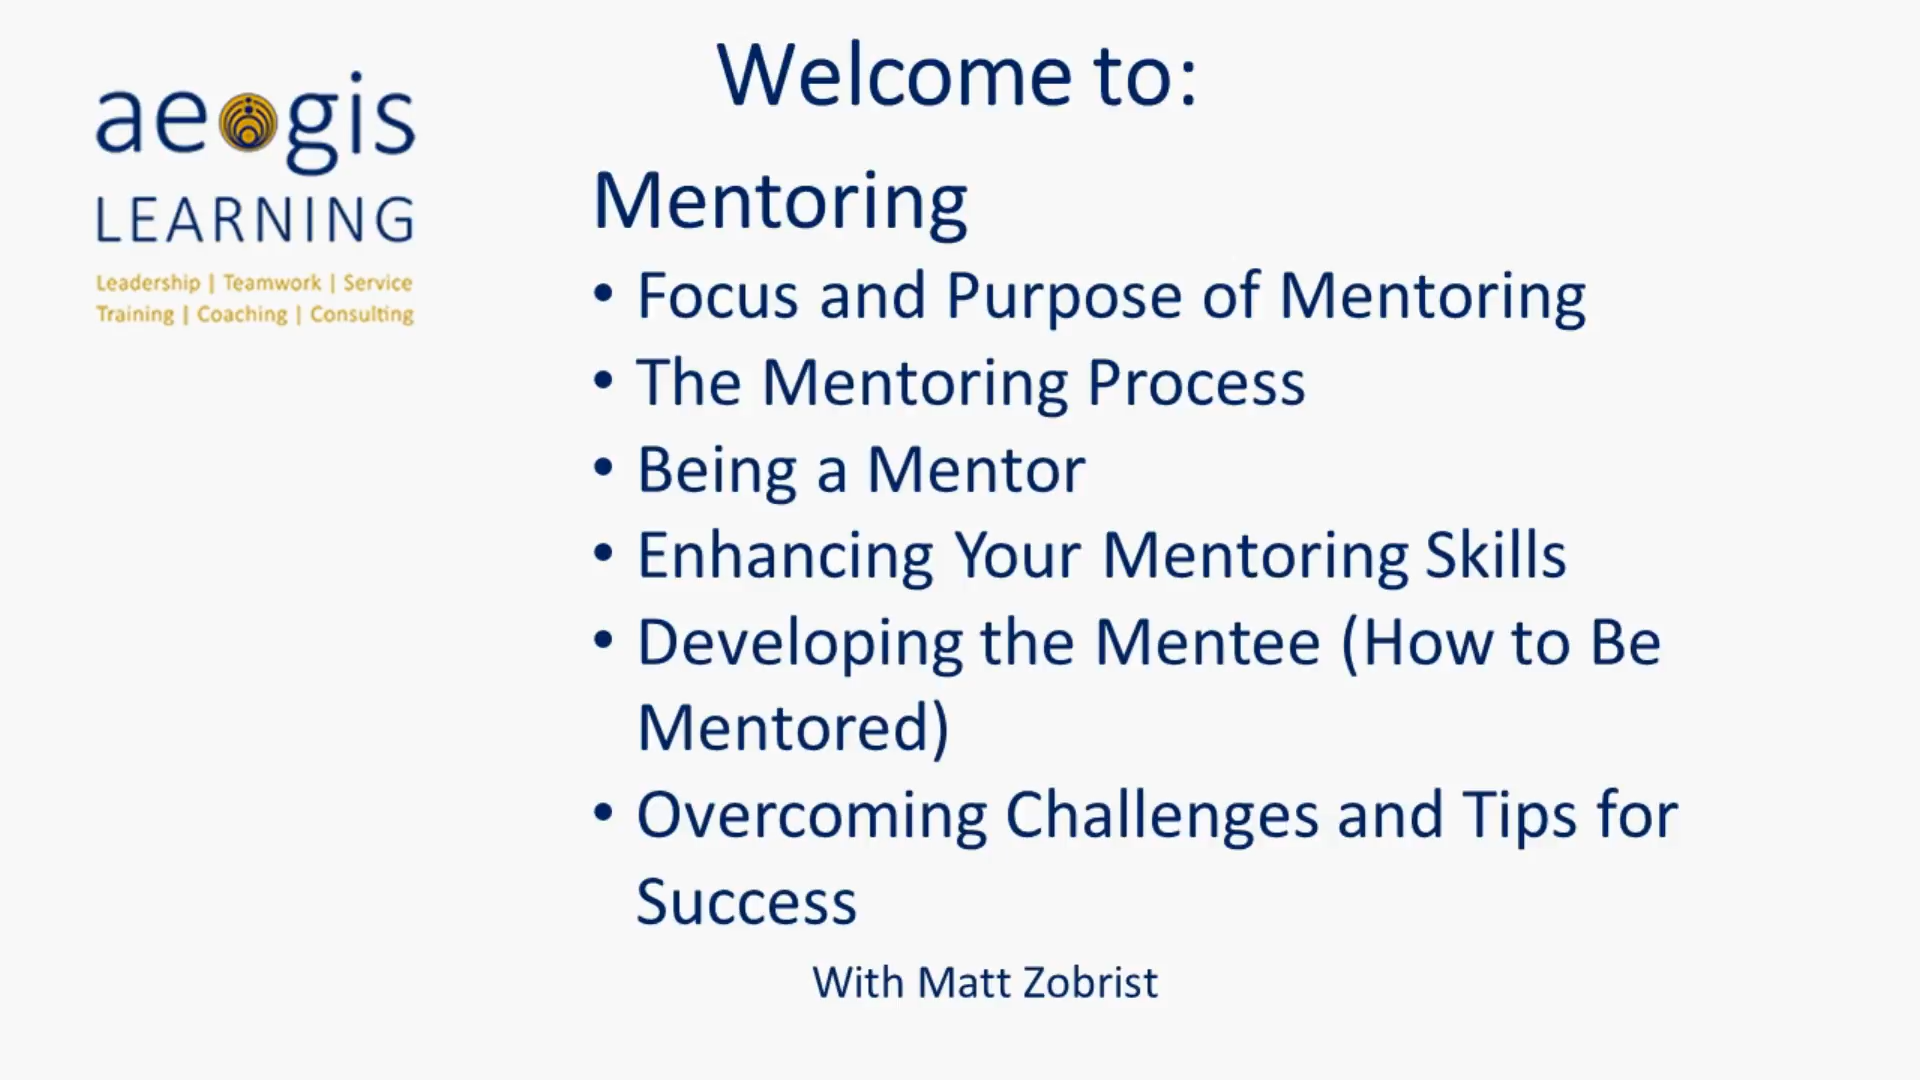 Welcome to:
aeogis
LEARNING
Leadership | Teamwork | Service
Training | Coaching | Consulting
Mentoring
• Focus and Purpose of Mentoring
• The Mentoring Process
• Being a Mentor
• Enhancing Your Mentoring Skills
• Developing the Mentee (How to Be
Mentored)
• Overcoming Challenges and Tips for
Success
With Matt Zobrist